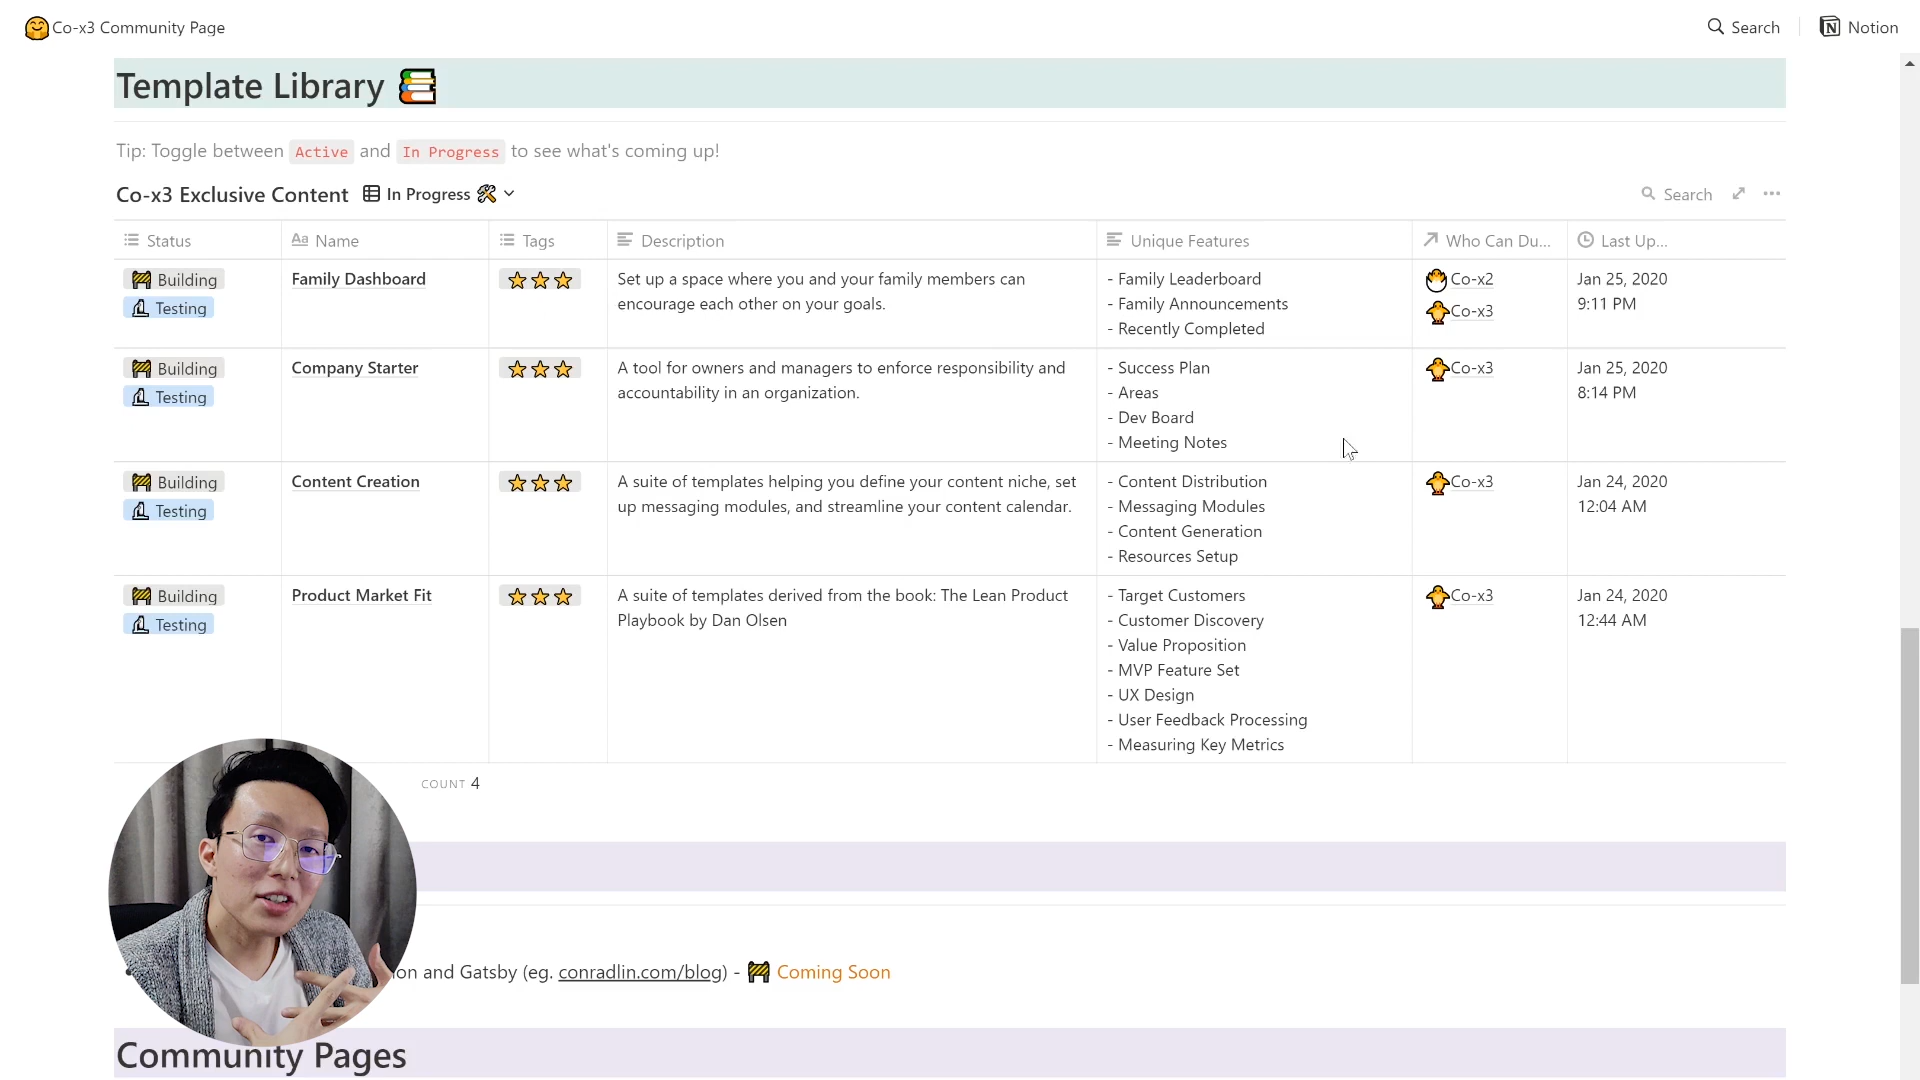 Co-x3 Community Page
Search
Notion
Template Library
Tip: Toggle between Active and In Progress to see what's coming up!
Co-x3 Exclusive Content In Progress
Search
Status Name Tags Description Unique Features Who Can Du... Last Up...
Building
Testing
Family Dashboard
Set up a space where you and your family members can
encourage each other on your goals.
- Family Leaderboard
- Family Announcements
- Recently Completed
Co-x2
Co-x3
Jan 25, 2020
9:11 PM
Building
Testing
Company Starter
A tool for owners and managers to enforce responsibility and
accountability in an organization.
- Success Plan
- Areas
- Dev Board
- Meeting Notes
Co-x3
Jan 25, 2020
8:14 PM
Building
Testing
Content Creation
A suite of templates helping you define your content niche, set
up messaging modules, and streamline your content calendar.
- Content Distribution
- Messaging Modules
- Content Generation
- Resources Setup
Co-x3
Jan 24, 2020
12:04 AM
Building
Testing
Product Market Fit
A suite of templates derived from the book: The Lean Product
Playbook by Dan Olsen
- Target Customers
- Customer Discovery
- Value Proposition
- MVP Feature Set
- UX Design
- User Feedback Processing
- Measuring Key Metrics
Co-x3
Jan 24, 2020
12:44 AM
COUNT 4
and Gatsby (eg. conradlin.com/blog) - Coming Soon
Community Pages